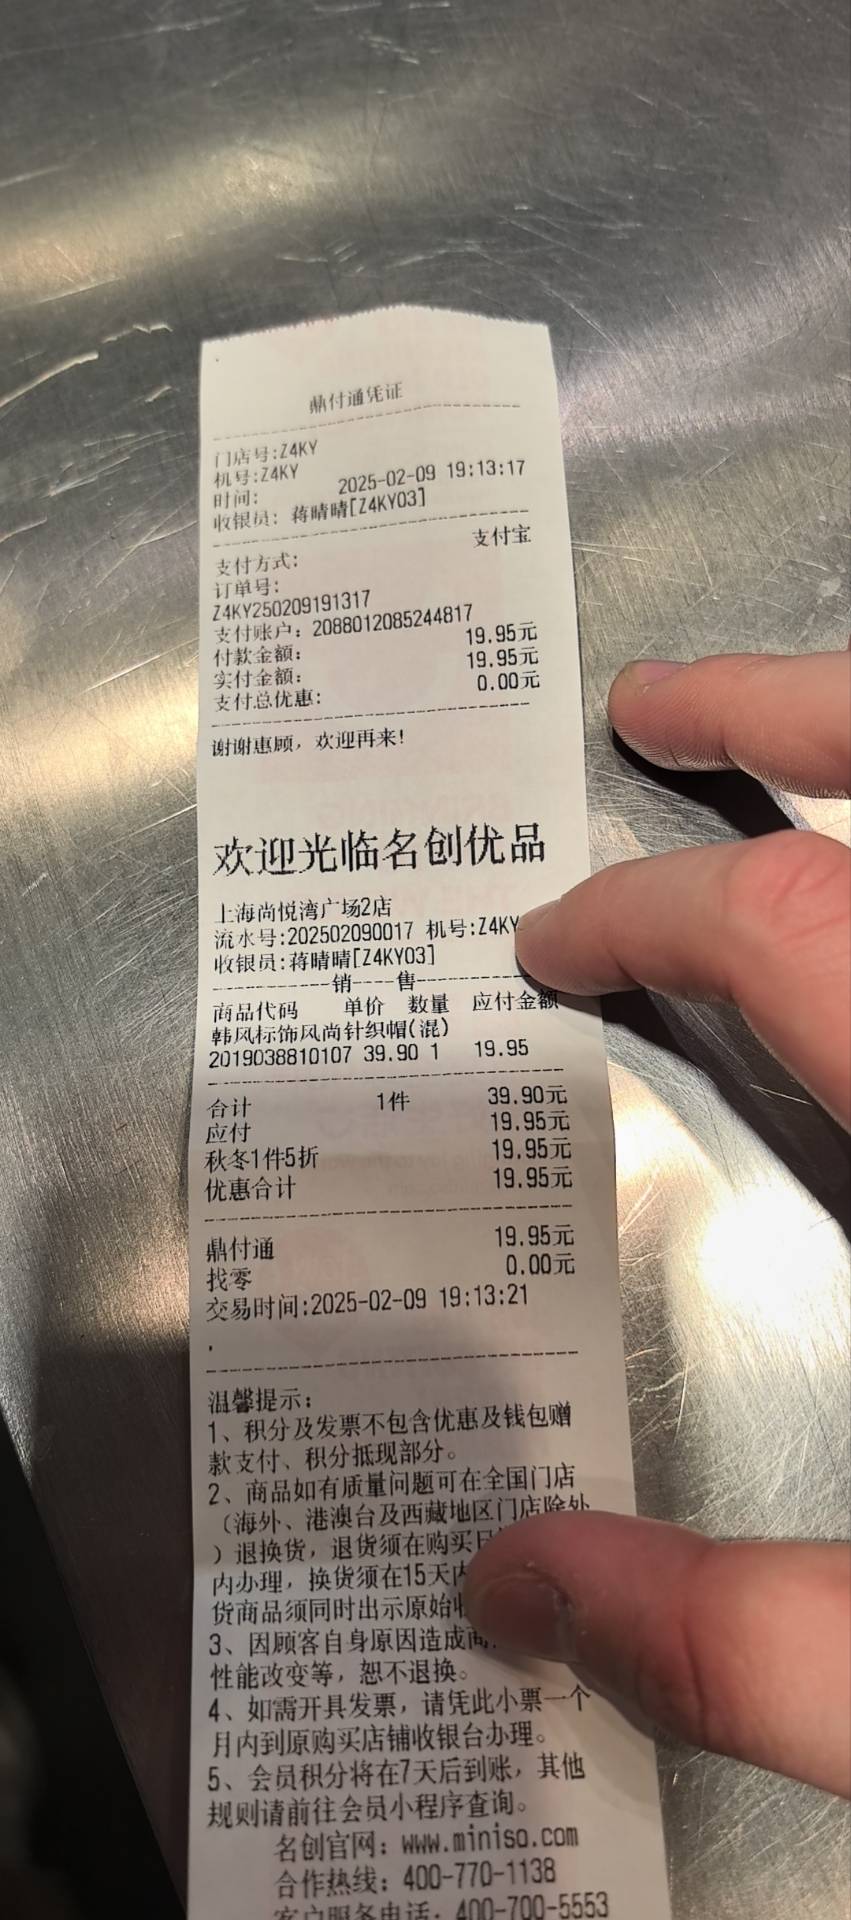 鼎付通凭证
门店号:Z4KY
机号:Z4KY
时间: 2025-02-09 19:13:17
收银员: 蒋晴晴[Z4KY03]
支付方式: 支付宝
订单号:
Z4KY250209191317
支付账户: 2088012085244817
付款金额: 19.95元
实付金额: 19.95元
支付总优惠: 0.00元
谢谢惠顾，欢迎再来!
欢迎光临名创优品
上海尚悦湾广场2店
流水号:202502090017 机号:Z4KY
收银员:蒋晴晴[Z4KY03]
销----售
商品代码 单价 数量 应付金额
韩风标饰风尚针织帽(混)
2019038810107 39.90 1 19.95
合计 1件 39.90元
应付 19.95元
秋冬1件5折 19.95元
优惠合计 19.95元
鼎付通 19.95元
找零 0.00元
交易时间:2025-02-09 19:13:21
温馨提示:
1、积分及发票不包含优惠及钱包赠
款支付、积分抵现部分。
2、商品如有质量问题可在全国门店
(海外、港澳台及西藏地区门店除外
)退换货，退货须在购买日
内办理，换货须在15天内
货商品须同时出示原始
3、因顾客自身原因造成商
性能改变等，恕不退换。
4、如需开具发票，请凭此小票一个
月内到原购买店铺收银台办理。
5、会员积分将在7天后到账，其他
规则请前往会员小程序查询。
名创官网: www.miniso.com
合作热线: 400-770-1138
客户服务电话: 400-700-5553